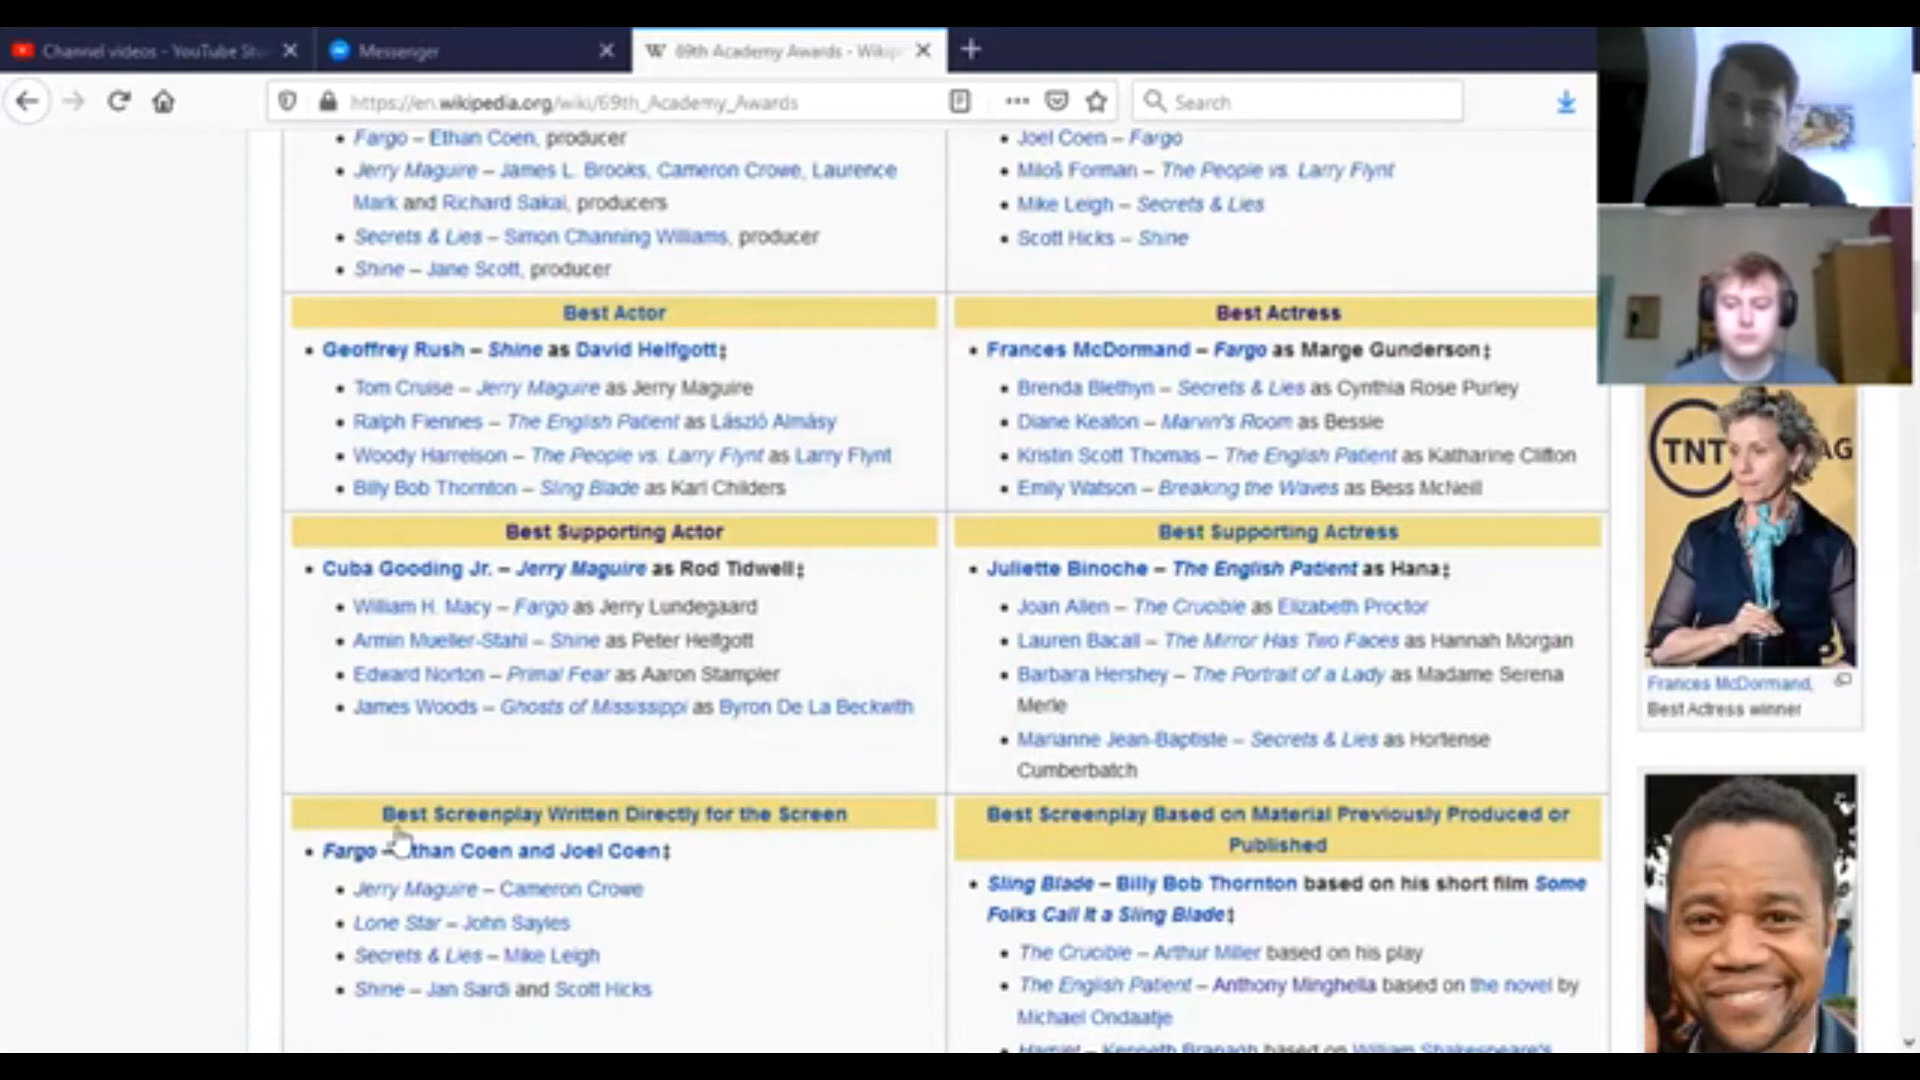 Channel videos - YouTube Stu
Messenger
69th Academy Awards - Wikip
https://en.wikipedia.org/wiki/69th_Academy_Awards
Search
Fargo – Ethan Coen, producer
Jerry Maguire – James L. Brooks, Cameron Crowe, Laurence
Mark and Richard Sakai, producers
Secrets & Lies – Simon Channing Williams, producer
Shine – Jane Scott, producer
Joel Coen – Fargo
Miloš Forman – The People vs. Larry Flynt
Mike Leigh – Secrets & Lies
Scott Hicks – Shine
Best Actor
Geoffrey Rush – Shine as David Helfgott‡
Tom Cruise – Jerry Maguire as Jerry Maguire
Ralph Fiennes – The English Patient as László Almásy
Woody Harrelson – The People vs. Larry Flynt as Larry Flynt
Billy Bob Thornton – Sling Blade as Karl Childers
Best Actress
Frances McDormand – Fargo as Marge Gunderson‡
Brenda Blethyn – Secrets & Lies as Cynthia Rose Purley
Diane Keaton – Marvin's Room as Bessie
Kristin Scott Thomas – The English Patient as Katharine Clifton
Emily Watson – Breaking the Waves as Bess McNeill
Best Supporting Actor
Cuba Gooding Jr. – Jerry Maguire as Rod Tidwell‡
William H. Macy – Fargo as Jerry Lundegaard
Armin Mueller-Stahl – Shine as Peter Helfgott
Edward Norton – Primal Fear as Aaron Stampler
James Woods – Ghosts of Mississippi as Byron De La Beckwith
Best Supporting Actress
Juliette Binoche – The English Patient as Hana‡
Joan Allen – The Crucible as Elizabeth Proctor
Lauren Bacall – The Mirror Has Two Faces as Hannah Morgan
Barbara Hershey – The Portrait of a Lady as Madame Serena
Merle
Marianne Jean-Baptiste – Secrets & Lies as Hortense
Cumberbatch
Best Screenplay Written Directly for the Screen
Fargo – Ethan Coen and Joel Coen‡
Jerry Maguire – Cameron Crowe
Lone Star – John Sayles
Secrets & Lies – Mike Leigh
Shine – Jan Sardi and Scott Hicks
Best Screenplay Based on Material Previously Produced or
Published
Sling Blade – Billy Bob Thornton based on his short film Some
Folks Call It a Sling Blade‡
The Crucible – Arthur Miller based on his play
The English Patient – Anthony Minghella based on the novel by
Michael Ondaatje
Hamlet – Kenneth Branagh based on William Shakespeare's
TNT
AG
Frances McDormand,
Best Actress winner